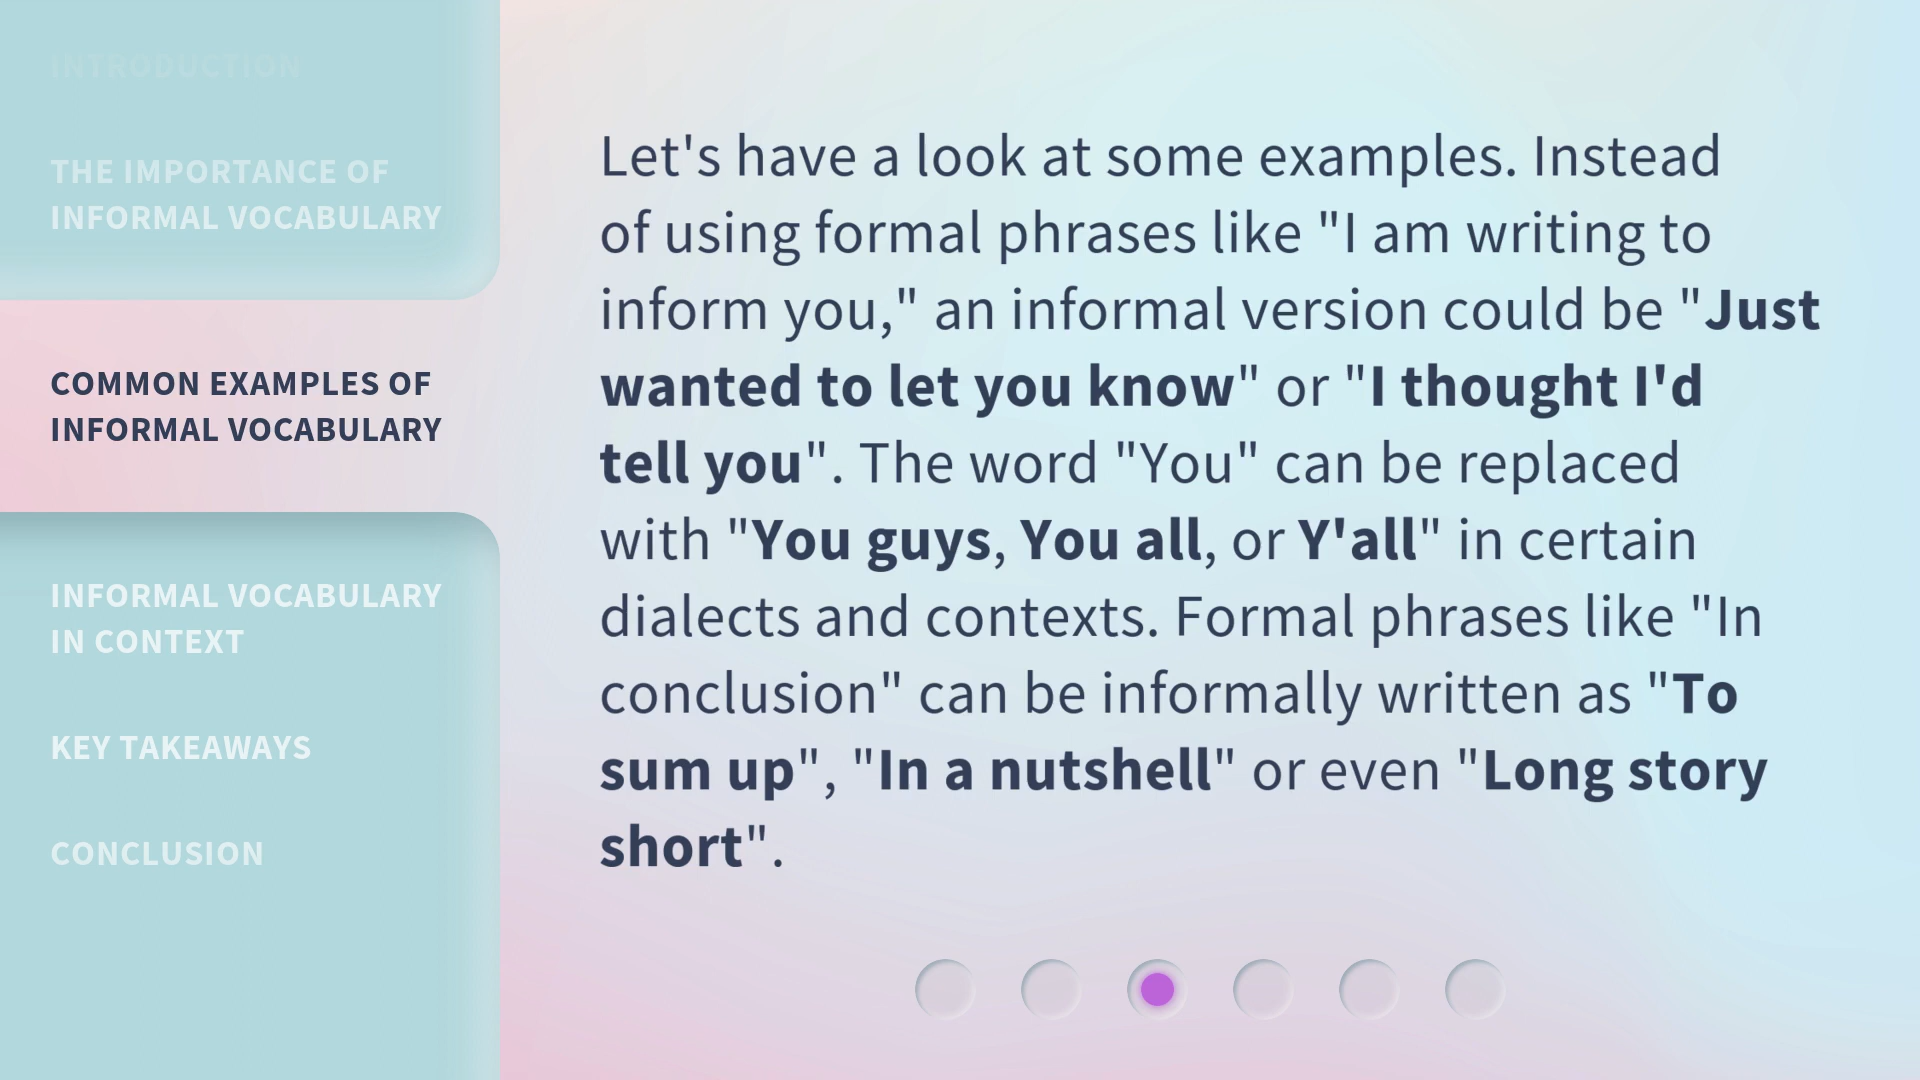 INTRODUCTION
THE IMPORTANCE OF
INFORMAL VOCABULARY
COMMON EXAMPLES OF
INFORMAL VOCABULARY
INFORMAL VOCABULARY
IN CONTEXT
KEY TAKEAWAYS
CONCLUSION
Let's have a look at some examples. Instead
of using formal phrases like "I am writing to
inform you," an informal version could be "Just
wanted to let you know" or "I thought I'd
tell you". The word "You" can be replaced
with "You guys, You all, or Y'all" in certain
dialects and contexts. Formal phrases like "In
conclusion" can be informally written as "To
sum up", "In a nutshell" or even "Long story
short".